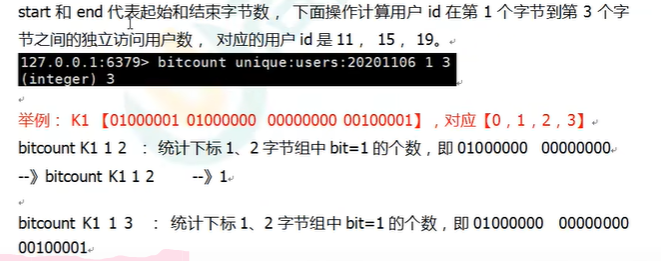 start 和 end 代表起始和结束字节数， 下面操作计算用户 id 在第 1 个字节到第 3 个字
节之间的独立访问用户数， 对应的用户 id 是 11， 15， 19。
127.0.0.1:6379> bitcount unique:users:20201106 1 3
(integer) 3
举例： K1 【01000001 01000000  00000000 00100001】，对应【0，1，2，3】
bitcount K1 1 2  ： 统计下标 1、2 字节组中 bit=1 的个数，即 01000000  00000000
--》bitcount K1 1 2    --》1
bitcount K1 1 3  ： 统计下标 1、2 字节组中 bit=1 的个数，即 01000000  00000000
00100001